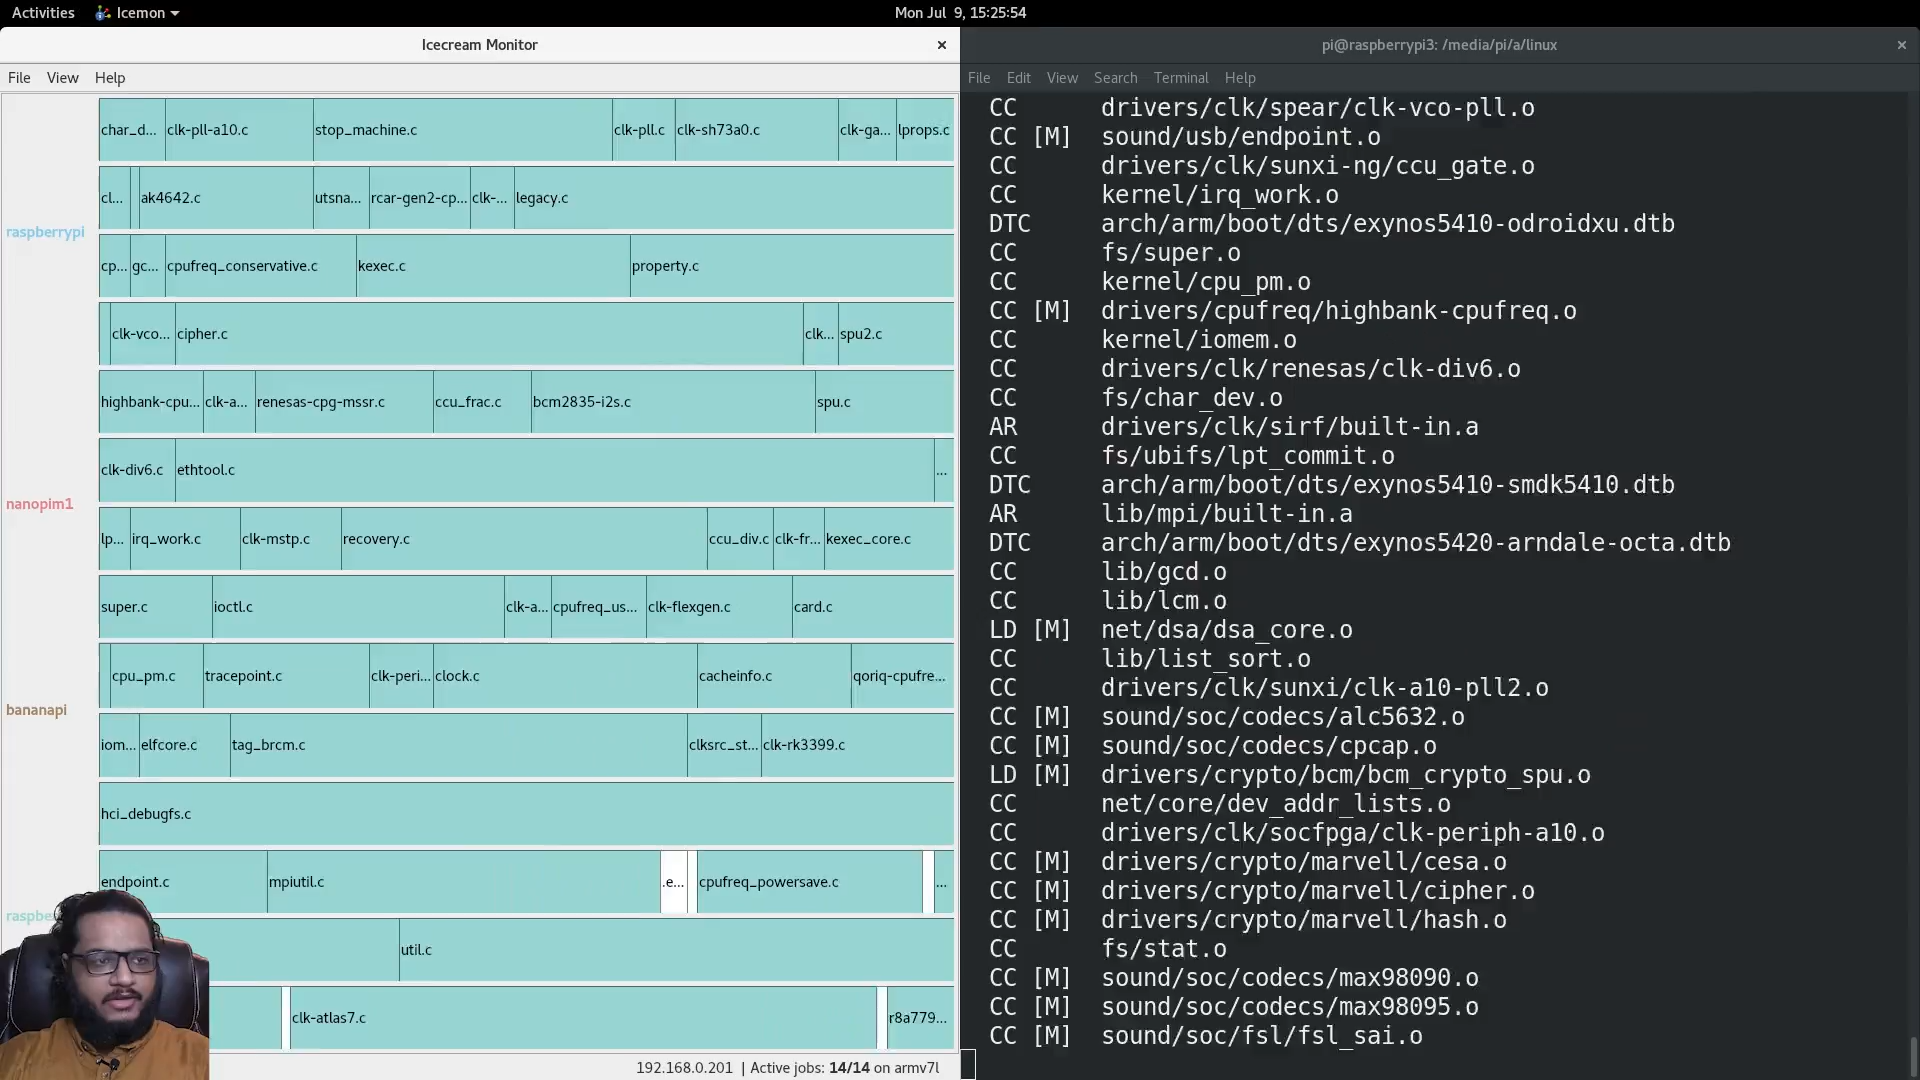 Activities Icemon Mon Jul 9, 15:25:54
Icecream Monitor
File View Help
char_d... clk-pll-a10.c stop_machine.c clk-pll.c clk-sh73a0.c clk-ga... lprops.c
cl... ak4642.c utsna... rcar-gen2-cp... clk-... legacy.c
raspberrypi
cp... gc... cpufreq_conservative.c kexec.c property.c
clk-vco... cipher.c clk... spu2.c
highbank-cpu... clk-a... renesas-cpg-mssr.c ccu_frac.c bcm2835-i2s.c spu.c
clk-div6.c ethtool.c ...
nanopim1
lp... irq_work.c clk-mstp.c recovery.c ccu_div.c clk-fr... kexec_core.c
super.c ioctl.c clk-a... cpufreq_us... clk-flexgen.c card.c
cpu_pm.c tracepoint.c clk-peri... clock.c cacheinfo.c qoriq-cpufre...
bananapi
iom... elfcore.c tag_brcm.c clksrc_st... clk-rk3399.c
hci_debugfs.c
endpoint.c mpiutil.c .e... cpufreq_powersave.c ...
raspbe
util.c
clk-atlas7.c r8a779...
192.168.0.201 | Active jobs: 14/14 on armv7l
pi@raspberrypi3: /media/pi/a/linux
File Edit View Search Terminal Help
CC drivers/clk/spear/clk-vco-pll.o
CC [M] sound/usb/endpoint.o
CC drivers/clk/sunxi-ng/ccu_gate.o
CC kernel/irq_work.o
DTC arch/arm/boot/dts/exynos5410-odroidxu.dtb
CC fs/super.o
CC kernel/cpu_pm.o
CC [M] drivers/cpufreq/highbank-cpufreq.o
CC kernel/iomem.o
CC drivers/clk/renesas/clk-div6.o
CC fs/char_dev.o
AR drivers/clk/sirf/built-in.a
CC fs/ubifs/lpt_commit.o
DTC arch/arm/boot/dts/exynos5410-smdk5410.dtb
AR lib/mpi/built-in.a
DTC arch/arm/boot/dts/exynos5420-arndale-octa.dtb
CC lib/gcd.o
CC lib/lcm.o
LD [M] net/dsa/dsa_core.o
CC lib/list_sort.o
CC drivers/clk/sunxi/clk-a10-pll2.o
CC [M] sound/soc/codecs/alc5632.o
CC [M] sound/soc/codecs/cpcap.o
LD [M] drivers/crypto/bcm/bcm_crypto_spu.o
CC net/core/dev_addr_lists.o
CC drivers/clk/socfpga/clk-periph-a10.o
CC [M] drivers/crypto/marvell/cesa.o
CC [M] drivers/crypto/marvell/cipher.o
CC [M] drivers/crypto/marvell/hash.o
CC fs/stat.o
CC [M] sound/soc/codecs/max98090.o
CC [M] sound/soc/codecs/max98095.o
CC [M] sound/soc/fsl/fsl_sai.o